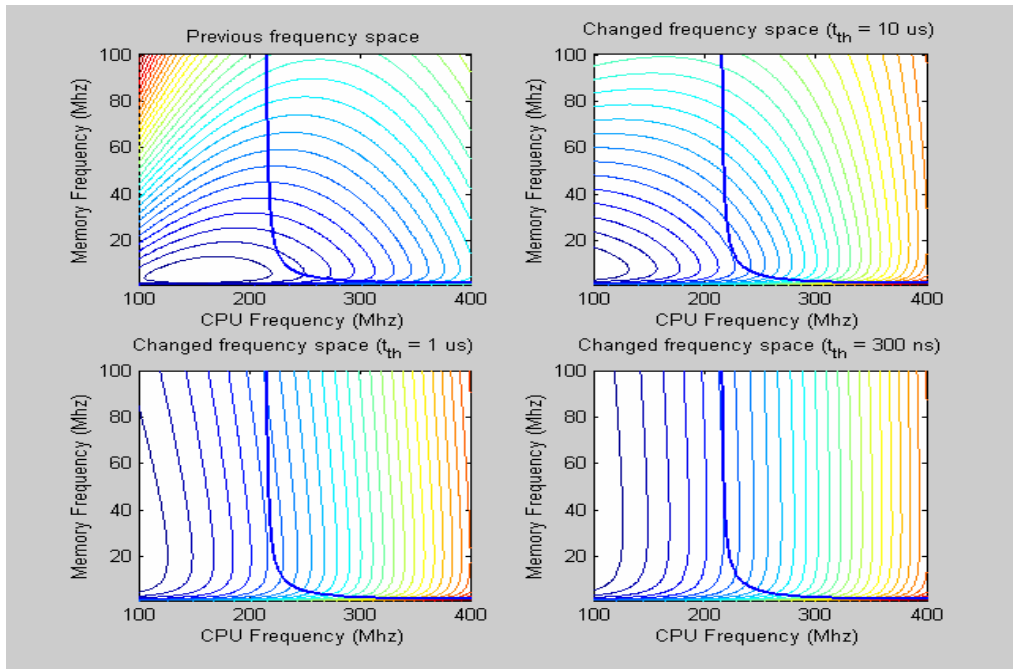 Previous frequency space
Changed frequency space (t_th = 10 us)
100
80
60
40
20
Memory Frequency (Mhz)
100 200 300 400
CPU Frequency (Mhz)
100
80
60
40
20
Memory Frequency (Mhz)
100 200 300 400
CPU Frequency (Mhz)
Changed frequency space (t_th = 1 us)
Changed frequency space (t_th = 300 ns)
100
80
60
40
20
Memory Frequency (Mhz)
100 200 300 400
CPU Frequency (Mhz)
100
80
60
40
20
Memory Frequency (Mhz)
100 200 300 400
CPU Frequency (Mhz)